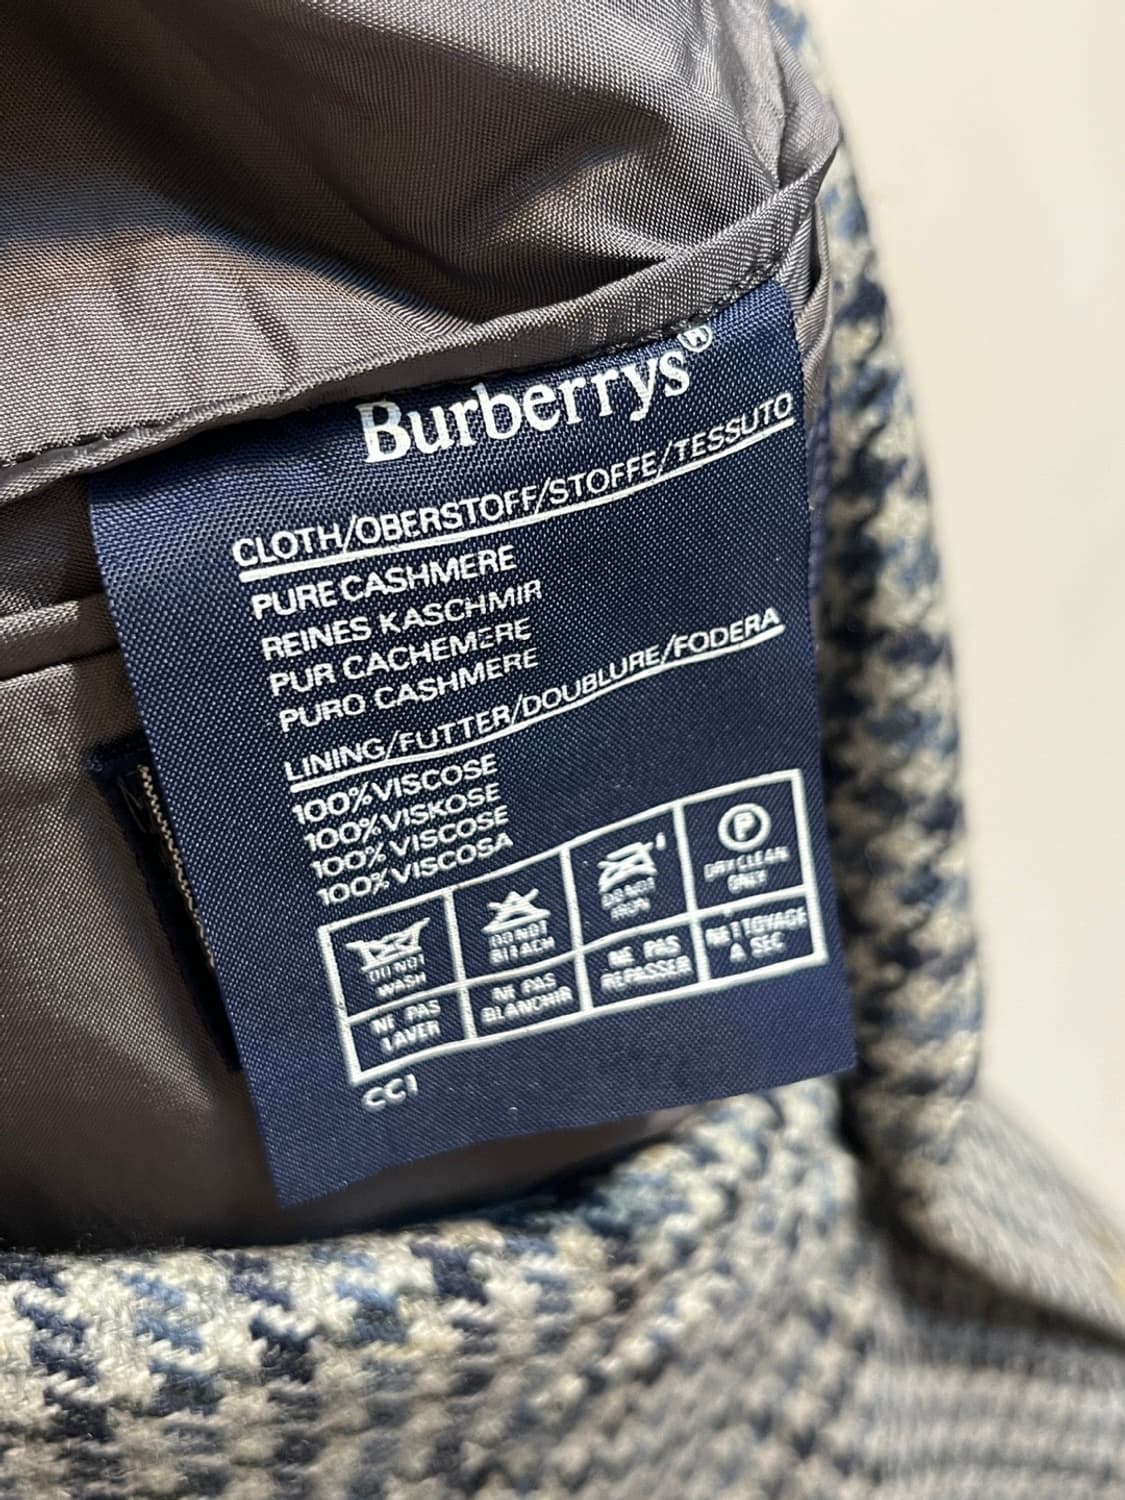 Burberrys®
CLOTH/OBERSTOFF/STOFFE/TESSUTO
PURE CASHMERE
REINES KASCHMIR
PUR CACHEMERE
PURO CASHMERE
LINING/FUTTER/DOUBLURE/FODERA
100%VISCOSE
100%VISKOSE
100%VISCOSE
100%VISCOSA
DO NOT
WASH
DO NOT
BLEACH
DO NOT
IRON
P
DRY CLEAN
ONLY
NE PAS
LAVER
NE PAS
BLANCHIR
NE PAS
REPASSER
NETTOYAGE
A SEC
CC1